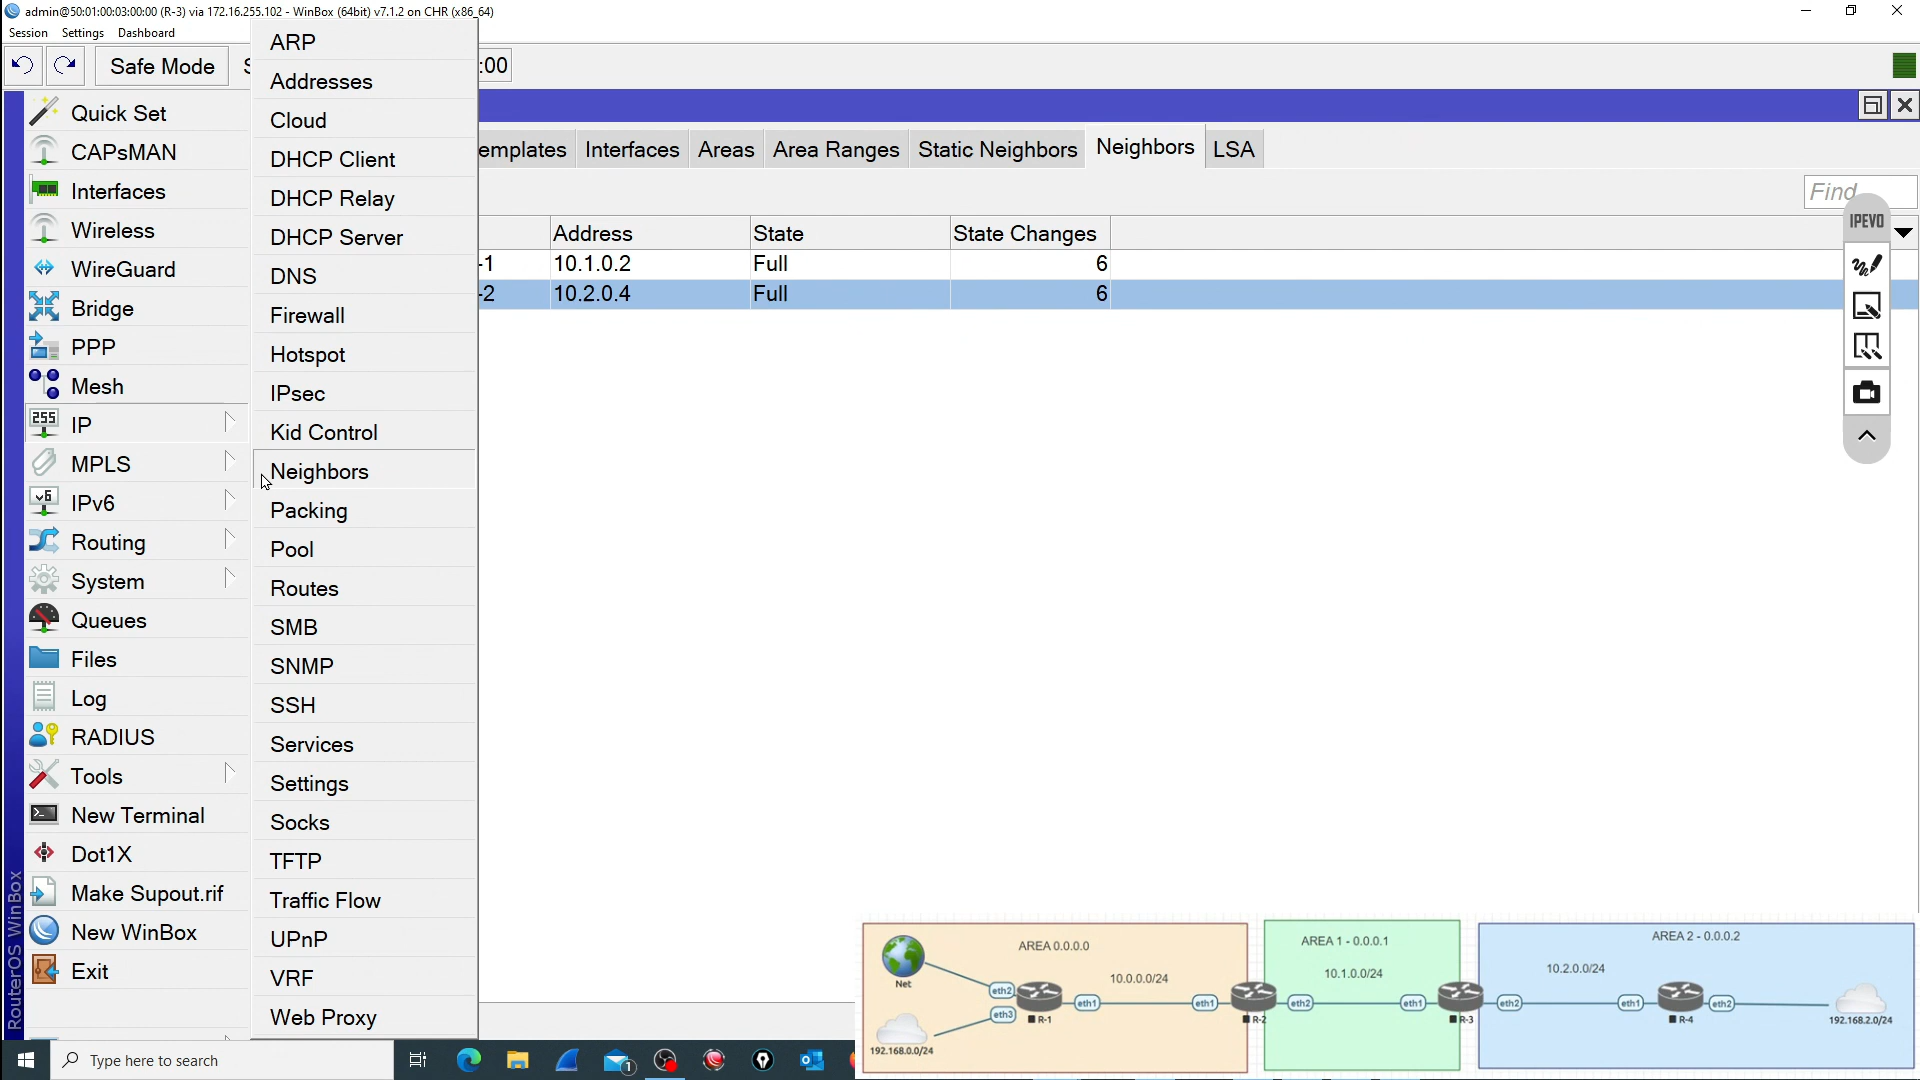 admin@50:01:00:03:00:00 (R-3) via 172.16.255.102 - WinBox (64bit) v7.1.2 on CHR (x86_64)
Session Settings Dashboard
Safe Mode
:00
Quick Set
CAPsMAN
Interfaces
Wireless
WireGuard
Bridge
PPP
Mesh
255 IP
MPLS
v6 IPv6
Routing
System
Queues
Files
Log
RADIUS
Tools
New Terminal
Dot1X
Make Supout.rif
New WinBox
Exit
RouterOS WinBox
ARP
Addresses
Cloud
DHCP Client
DHCP Relay
DHCP Server
DNS
Firewall
Hotspot
IPsec
Kid Control
Neighbors
Packing
Pool
Routes
SMB
SNMP
SSH
Services
Settings
Socks
TFTP
Traffic Flow
UPnP
VRF
Web Proxy
emplates Interfaces Areas Area Ranges Static Neighbors Neighbors LSA
Find
IPEVO
Address State State Changes
-1 10.1.0.2 Full 6
-2 10.2.0.4 Full 6
AREA 0.0.0.0
Net
10.0.0.0/24
eth2
eth3
R-1
eth1
eth1
192.168.0.0/24
AREA 1 - 0.0.0.1
10.1.0.0/24
R-2
eth2
eth1
AREA 2 - 0.0.0.2
10.2.0.0/24
R-3
eth2
eth1
R-4
eth2
192.168.2.0/24
Type here to search
1